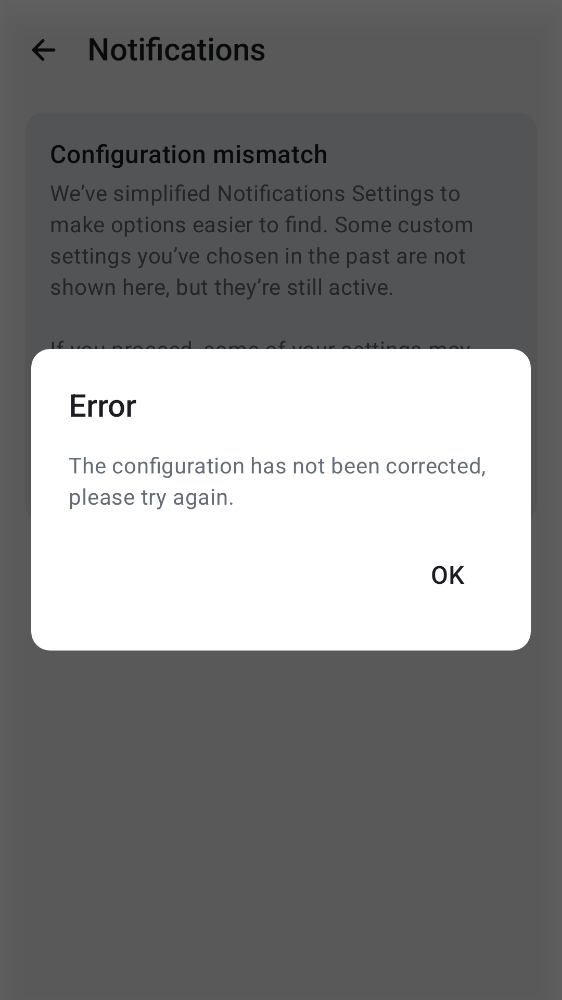 Notifications
Configuration mismatch
We’ve simplified Notifications Settings to
make options easier to find. Some custom
settings you’ve chosen in the past are not
shown here, but they’re still active.
If you proceed, some of your settings may
Error
The configuration has not been corrected,
please try again.
OK